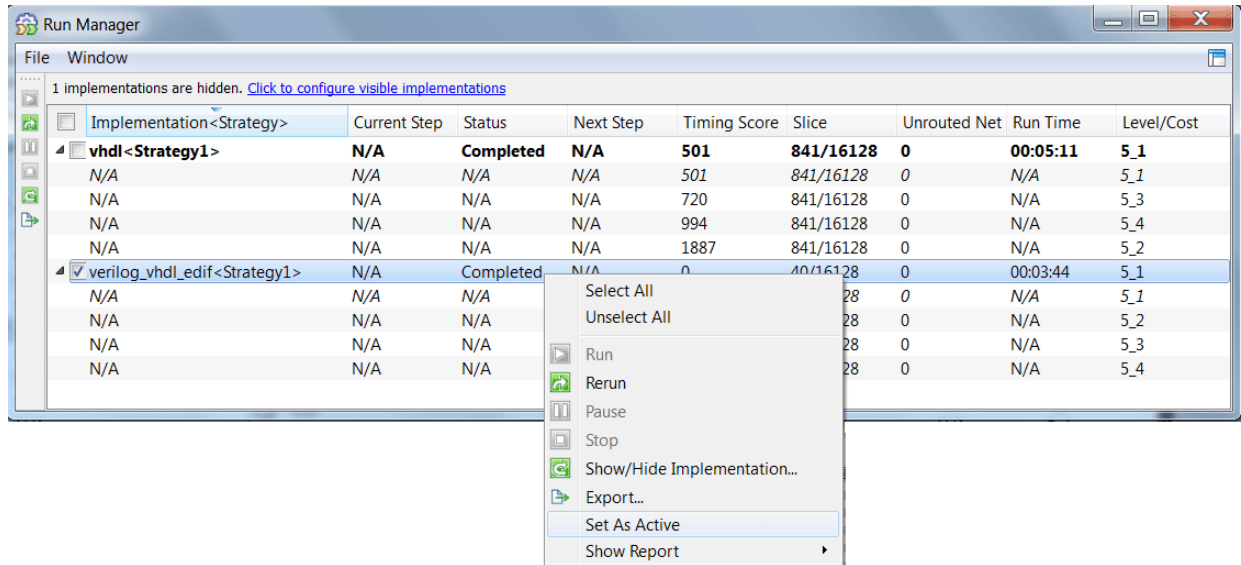 Run Manager
File Window
1 implementations are hidden. Click to configure visible implementations
Implementation<Strategy> Current Step Status Next Step Timing Score Slice Unrouted Net Run Time Level/Cost
vhdl<Strategy1> N/A Completed N/A 501 841/16128 0 00:05:11 5_1
N/A N/A N/A N/A 501 841/16128 0 N/A 5_1
N/A N/A N/A N/A 720 841/16128 0 N/A 5_3
N/A N/A N/A N/A 994 841/16128 0 N/A 5_4
N/A N/A N/A N/A 1887 841/16128 0 N/A 5_2
verilog_vhdl_edif<Strategy1> N/A Completed N/A 0 40/16128 0 00:03:44 5_1
N/A N/A N/A 28 0 N/A 5_1
N/A N/A N/A 28 0 N/A 5_2
N/A N/A N/A 28 0 N/A 5_3
N/A N/A N/A 28 0 N/A 5_4
Select All
Unselect All
Run
Rerun
Pause
Stop
Show/Hide Implementation...
Export...
Set As Active
Show Report